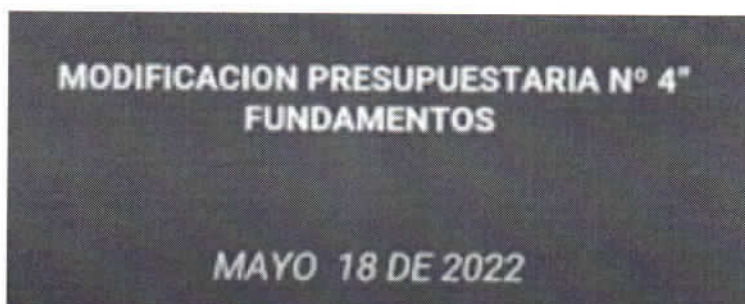 MODIFICACION PRESUPUESTARIA Nº 4"
FUNDAMENTOS
MAYO 18 DE 2022